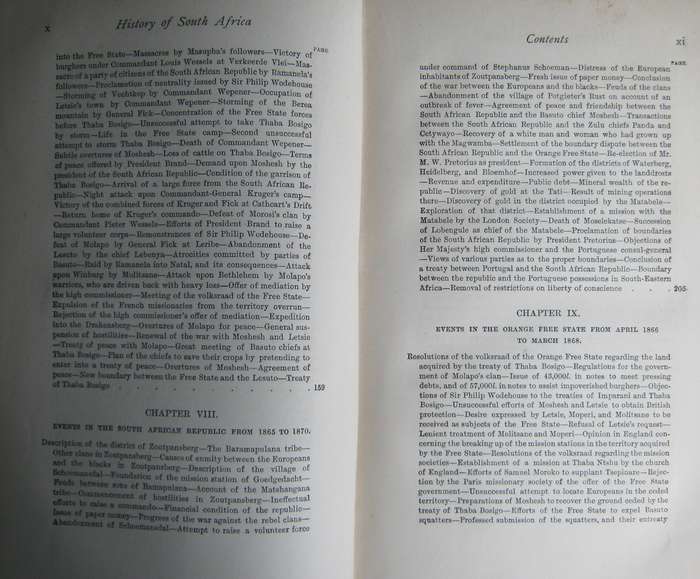 x History of South Africa
PAGE
into the Free State—Massacres by Masupha's followers—Victory of
burghers under Commandant Louis Wessels at Verkeerde Vlei—Mas-
sacre of a party of citizens of the South African Republic by Ramanela's
followers—Proclamation of neutrality issued by Sir Philip Wodehouse
—Storming of Vechtkop by Commandant Wepener—Occupation of
Letsie's town by Commandant Wepener—Storming of the Berea
mountain by General Fick—Concentration of the Free State forces
before Thaba Bosigo—Unsuccessful attempt to take Thaba Bosigo
by storm—Life in the Free State camp—Second unsuccessful
attempt to storm Thaba Bosigo—Death of Commandant Wepener—
Subtle overtures of Moshesh—Loss of cattle on Thaba Bosigo—Terms
of peace offered by President Brand—Demand upon Moshesh by the
president of the South African Republic—Condition of the garrison of
Thaba Bosigo—Arrival of a large force from the South African Re-
public—Night attack upon Commandant-General Kruger's camp—
Victory of the combined forces of Kruger and Fick at Cathcart's Drift
—Return home of Kruger's commando—Defeat of Morosi's clan by
Commandant Pieter Wessels—Efforts of President Brand to raise a
large volunteer corps—Remonstrances of Sir Philip Wodehouse—De-
feat of Molapo by General Fick at Leribe—Abandonment of the
Lesuto by the chief Lebenya—Atrocities committed by parties of
Basuto—Raid by Ramanela into Natal, and its consequences—Attack
upon Winburg by Molitsane—Attack upon Bethlehem by Molapo's
warriors, who are driven back with heavy loss—Offer of mediation by
the high commissioner—Meeting of the volksraad of the Free State—
Expulsion of the French missionaries from the territory overrun—
Rejection of the high commissioner's offer of mediation—Expedition
into the Drakensberg—Overtures of Molapo for peace—General sus-
pension of hostilities—Renewal of the war with Moshesh and Letsie
—Treaty of peace with Molapo—Great meeting of Basuto chiefs at
Thaba Bosigo—Plan of the chiefs to save their crops by pretending to
enter into a treaty of peace—Overtures of Moshesh—Agreement of
peace—New boundary between the Free State and the Lesuto—Treaty
of Thaba Bosigo . . . . . . . . 159
CHAPTER VIII.
EVENTS IN THE SOUTH AFRICAN REPUBLIC FROM 1865 TO 1870.
Description of the district of Zoutpansberg—The Baramapulana tribe—
Other clans in Zoutpansberg—Causes of enmity between the Europeans
and the blacks in Zoutpansberg—Description of the village of
Schoemansdal—Foundation of the mission station of Goedgedacht—
Feuds between sons of Ramapulana—Account of the Matshangana
tribe—Commencement of hostilities in Zoutpansberg—Ineffectual
efforts to raise a commando—Financial condition of the republic—
Issue of paper money—Progress of the war against the rebel clans—
Abandonment of Schoemansdal—Attempt to raise a volunteer force
Contents xi
PAGE
under command of Stephanus Schoeman—Distress of the European
inhabitants of Zoutpansberg—Fresh issue of paper money—Conclusion
of the war between the Europeans and the blacks—Feuds of the clans
—Abandonment of the village of Potgieter's Rust on account of an
outbreak of fever—Agreement of peace and friendship between the
South African Republic and the Basuto chief Moshesh—Transactions
between the South African Republic and the Zulu chiefs Panda and
Cetywayo—Recovery of a white man and woman who had grown up
with the Magwamba—Settlement of the boundary dispute between the
South African Republic and the Orange Free State—Re-election of Mr.
M. W. Pretorius as president—Formation of the districts of Waterberg,
Heidelberg, and Bloemhof—Increased power given to the landdrosts
—Revenue and expenditure—Public debt—Mineral wealth of the re-
public—Discovery of gold at the Tati—Result of mining operations
there—Discovery of gold in the district occupied by the Matabele—
Exploration of that district—Establishment of a mission with the
Matabele by the London Society—Death of Moselekatse—Succession
of Lobengula as chief of the Matabele—Proclamation of boundaries
of the South African Republic by President Pretorius—Objections of
Her Majesty's high commissioner and the Portuguese consul-general
—Views of various parties as to the proper boundaries—Conclusion of
a treaty between Portugal and the South African Republic—Boundary
between the republic and the Portuguese possessions in South-Eastern
Africa—Removal of restrictions on liberty of conscience . . . 206
CHAPTER IX.
EVENTS IN THE ORANGE FREE STATE FROM APRIL 1866
TO MARCH 1868.
Resolutions of the volksraad of the Orange Free State regarding the land
acquired by the treaty of Thaba Bosigo—Regulations for the govern-
ment of Molapo's clan—Issue of 43,000l. in notes to meet pressing
debts, and of 57,000l. in notes to assist impoverished burghers—Objec-
tions of Sir Philip Wodehouse to the treaties of Imparani and Thaba
Bosigo—Unsuccessful efforts of Moshesh and Letsie to obtain British
protection—Desire expressed by Letsie, Moperi, and Molitsane to be
received as subjects of the Free State—Refusal of Letsie's request—
Lenient treatment of Molitsane and Moperi—Opinion in England con-
cerning the breaking up of the mission stations in the territory acquired
by the Free State—Resolutions of the volksraad regarding the mission
societies—Establishment of a mission at Thaba Ntshu by the church
of England—Efforts of Samuel Moroko to supplant Tsepinare—Rejec-
tion by the Paris missionary society of the offer of the Free State
government—Unsuccessful attempt to locate Europeans in the ceded
territory—Preparations of Moshesh to recover the ground ceded by the
treaty of Thaba Bosigo—Efforts of the Free State to expel Basuto
squatters—Professed submission of the squatters, and their entreaty